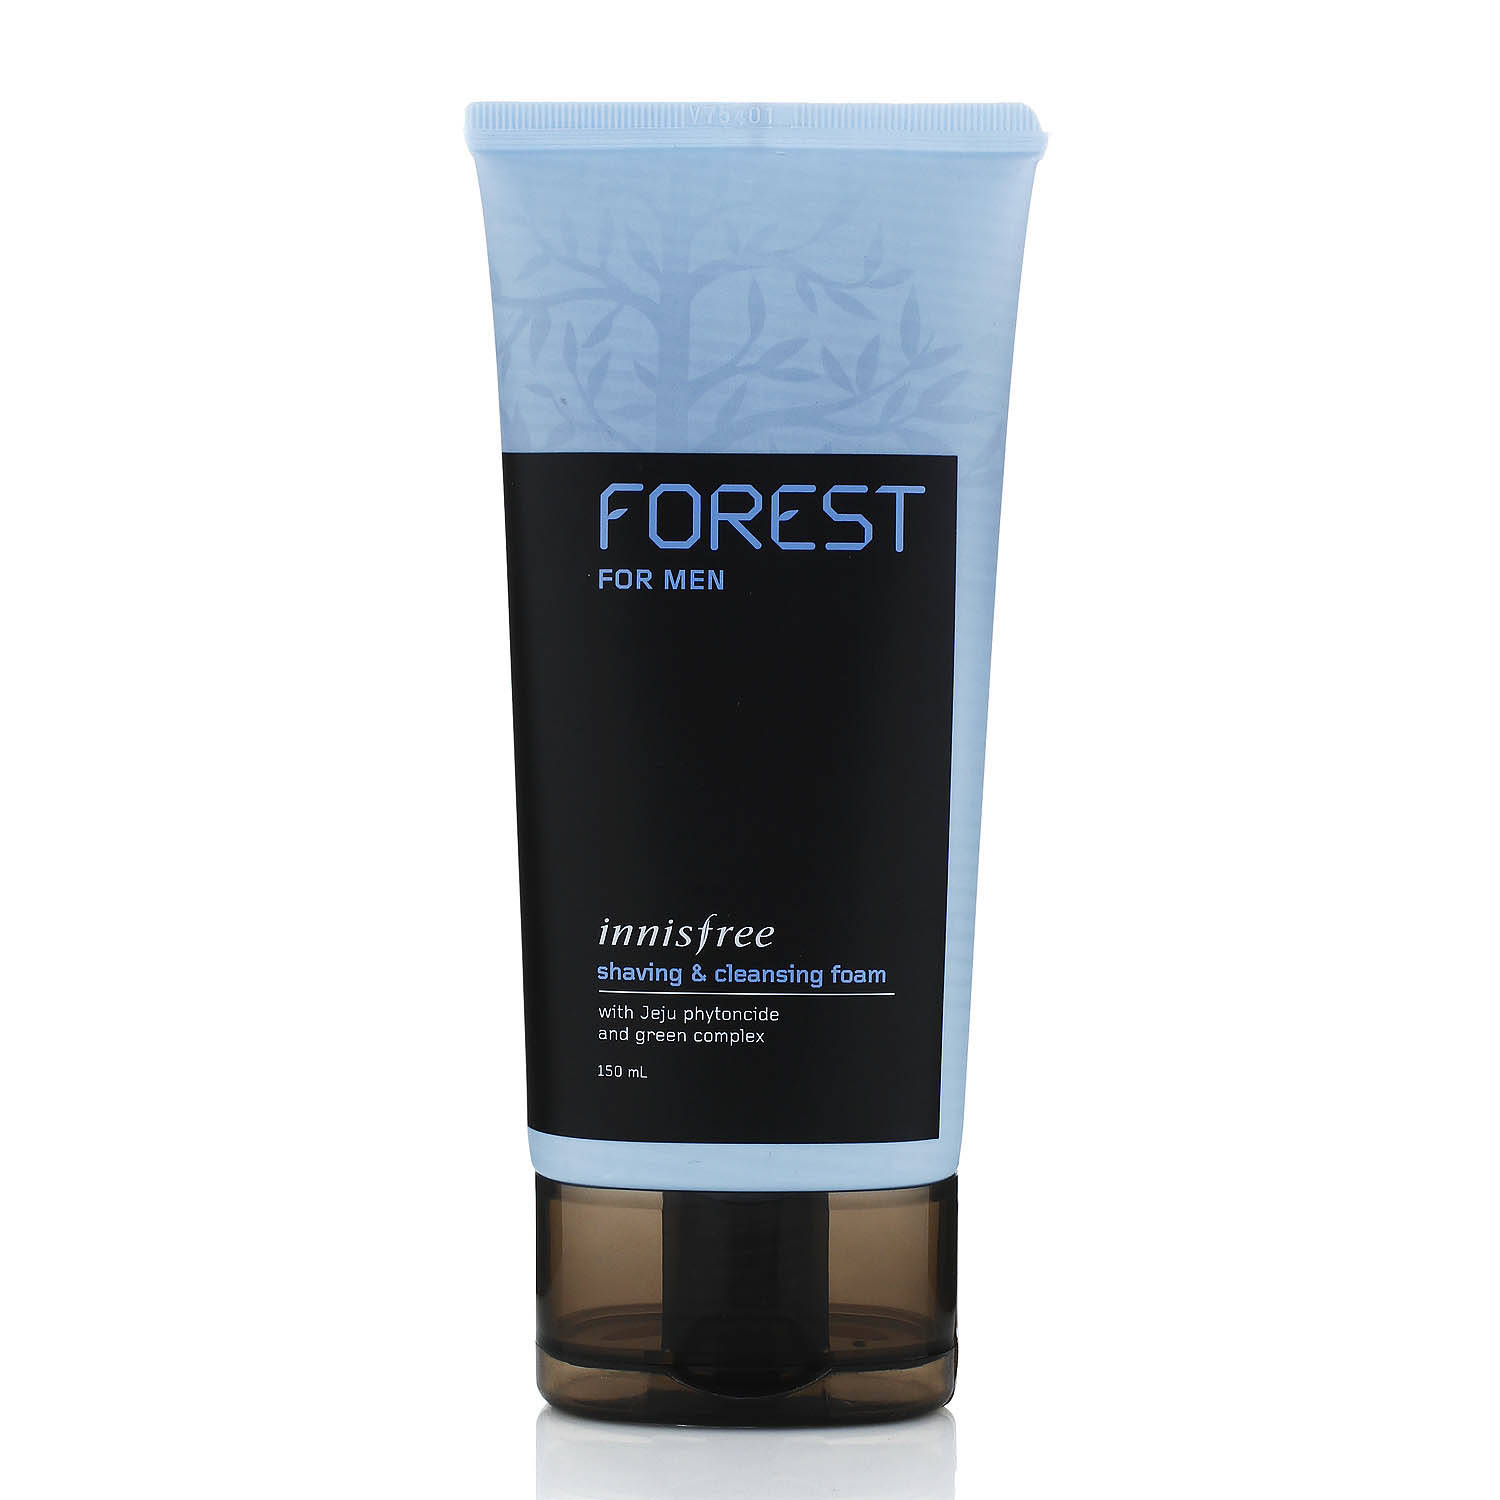 FOREST
FOR MEN
innisfree
shaving & cleansing foam
with Jeju phytoncide
and green complex
150 mL